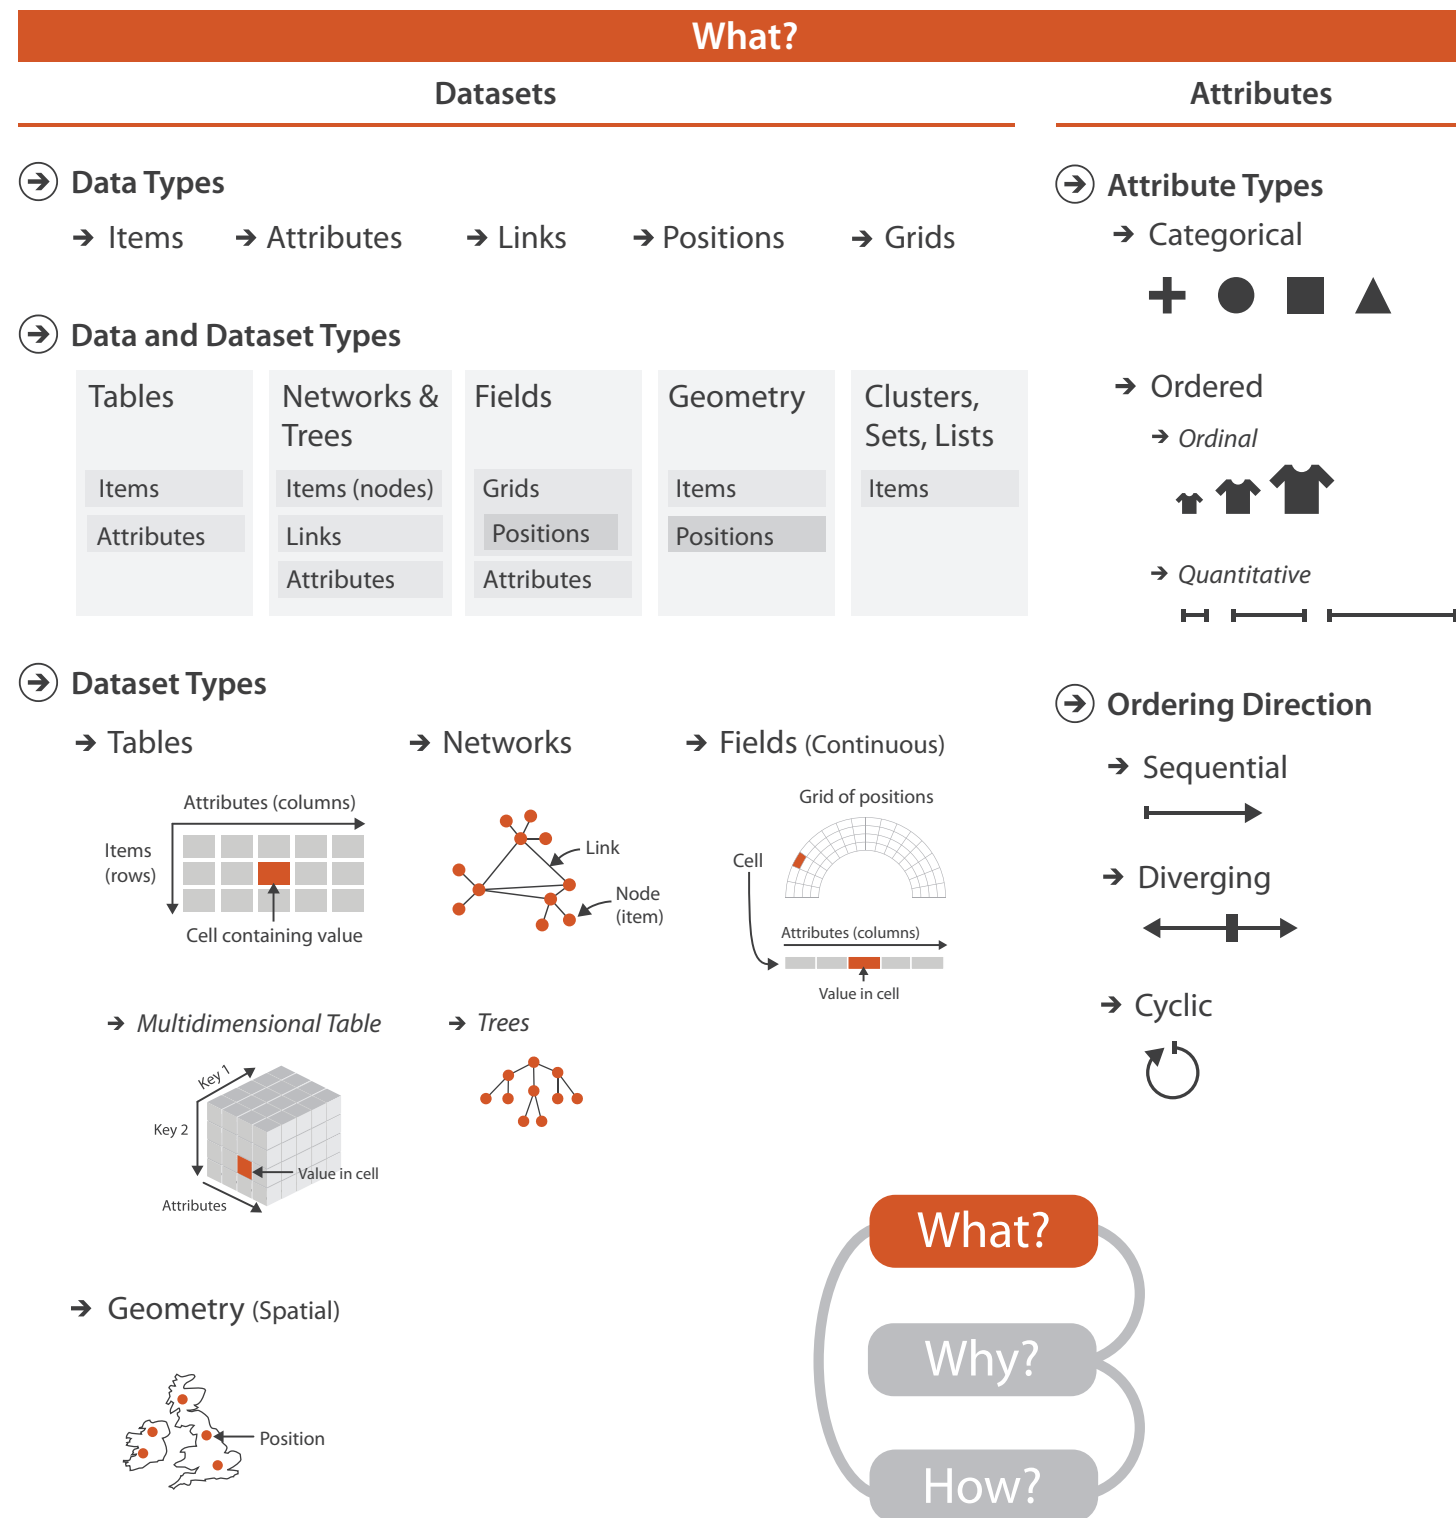 What?
Datasets
Data Types
Items
Attributes
Links
Positions
Grids
Data and Dataset Types
Tables
Items
Attributes
Networks &
Trees
Items (nodes)
Links
Attributes
Fields
Grids
Positions
Attributes
Geometry
Items
Positions
Clusters,
Sets, Lists
Items
Dataset Types
Tables
Attributes (columns)
Items
(rows)
Cell containing value
Networks
Link
Node
(item)
Fields (Continuous)
Grid of positions
Cell
Attributes (columns)
Value in cell
Multidimensional Table
Key 1
Key 2
Value in cell
Attributes
Trees
Geometry (Spatial)
Position
Attributes
Attribute Types
Categorical
Ordered
Ordinal
Quantitative
Ordering Direction
Sequential
Diverging
Cyclic
What?
Why?
How?